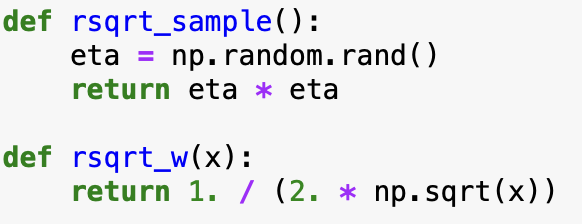 def rsqrt_sample():
    eta = np.random.rand()
    return eta * eta

def rsqrt_w(x):
    return 1. / (2. * np.sqrt(x))